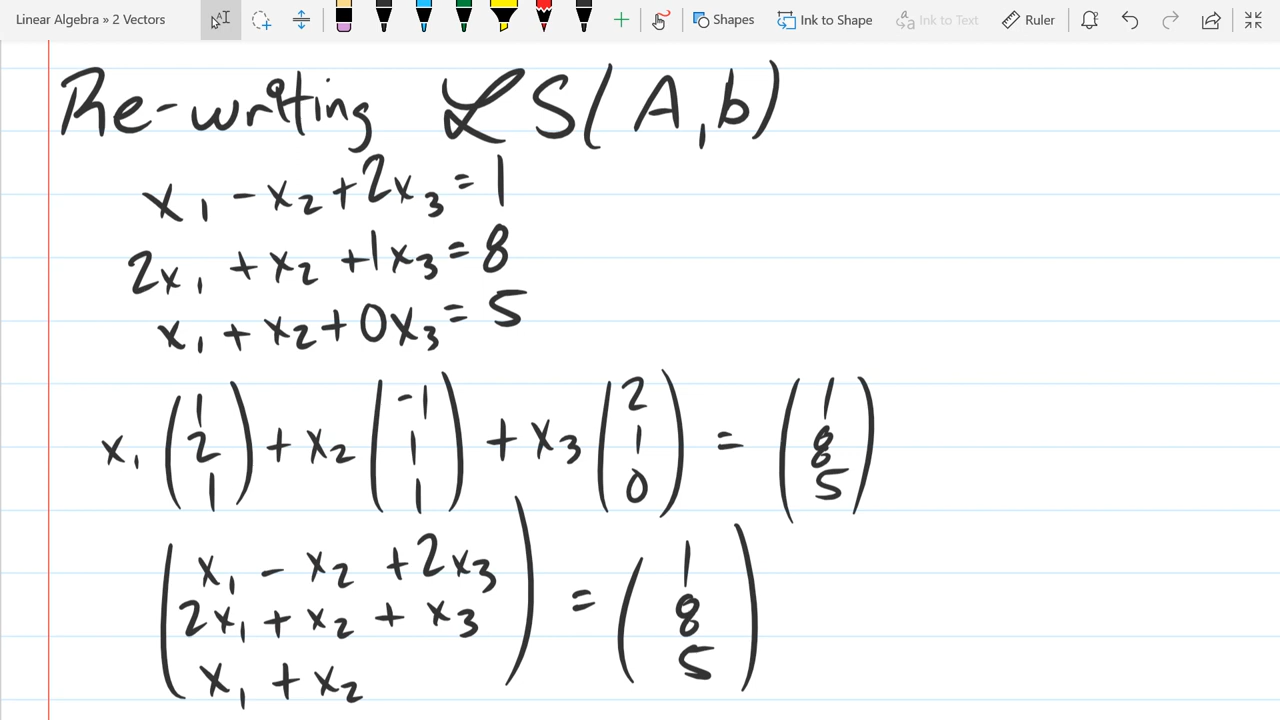 Linear Algebra » 2 Vectors Shapes Ink to Shape Ink to Text Ruler
Re-writing ℒS(A,b)
x₁ - x₂ + 2x₃ = 1
2x₁ + x₂ + 1x₃ = 8
x₁ + x₂ + 0x₃ = 5
x₁ (1 2 1) + x₂ (-1 1 1) + x₃ (2 1 0) = (1 8 5)
(x₁ - x₂ + 2x₃ = (1
2x₁ + x₂ + x₃ 8
x₁ + x₂) 5)